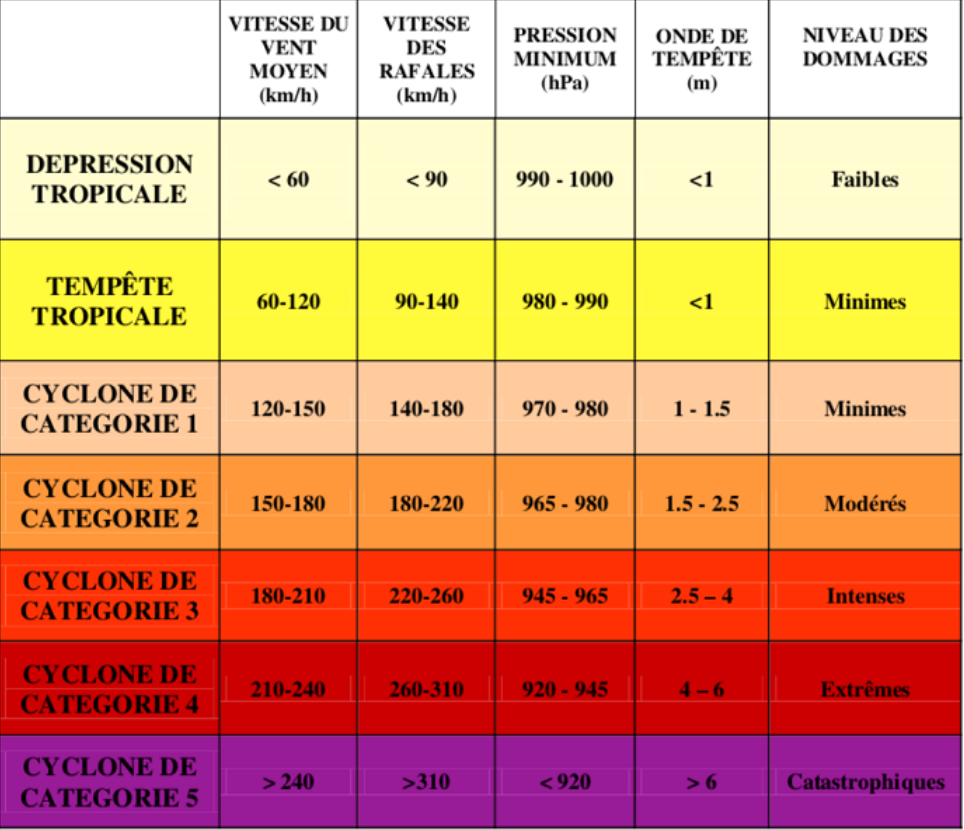 VITESSE DU VENT MOYEN (km/h)
VITESSE DES RAFALES (km/h)
PRESSION MINIMUM (hPa)
ONDE DE TEMPÊTE (m)
NIVEAU DES DOMMAGES
DEPRESSION TROPICALE
< 60
< 90
990 - 1000
<1
Faibles
TEMPÊTE TROPICALE
60-120
90-140
980 - 990
<1
Minimes
CYCLONE DE CATEGORIE 1
120-150
140-180
970 - 980
1 - 1.5
Minimes
CYCLONE DE CATEGORIE 2
150-180
180-220
965 - 980
1.5 - 2.5
Modérés
CYCLONE DE CATEGORIE 3
180-210
220-260
945 - 965
2.5 – 4
Intenses
CYCLONE DE CATEGORIE 4
210-240
260-310
920 - 945
4 – 6
Extrêmes
CYCLONE DE CATEGORIE 5
> 240
>310
< 920
> 6
Catastrophiques